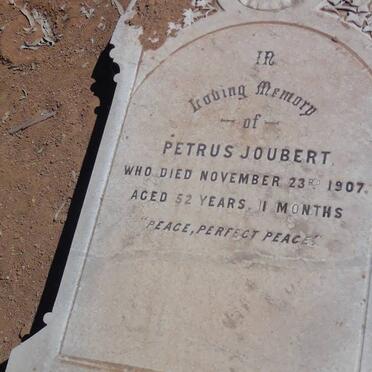 In
Loving Memory
of
PETRUS JOUBERT.
WHO DIED NOVEMBER 23RD 1907.
AGED 52 YEARS, 11 MONTHS
"PEACE, PERFECT PEACE."